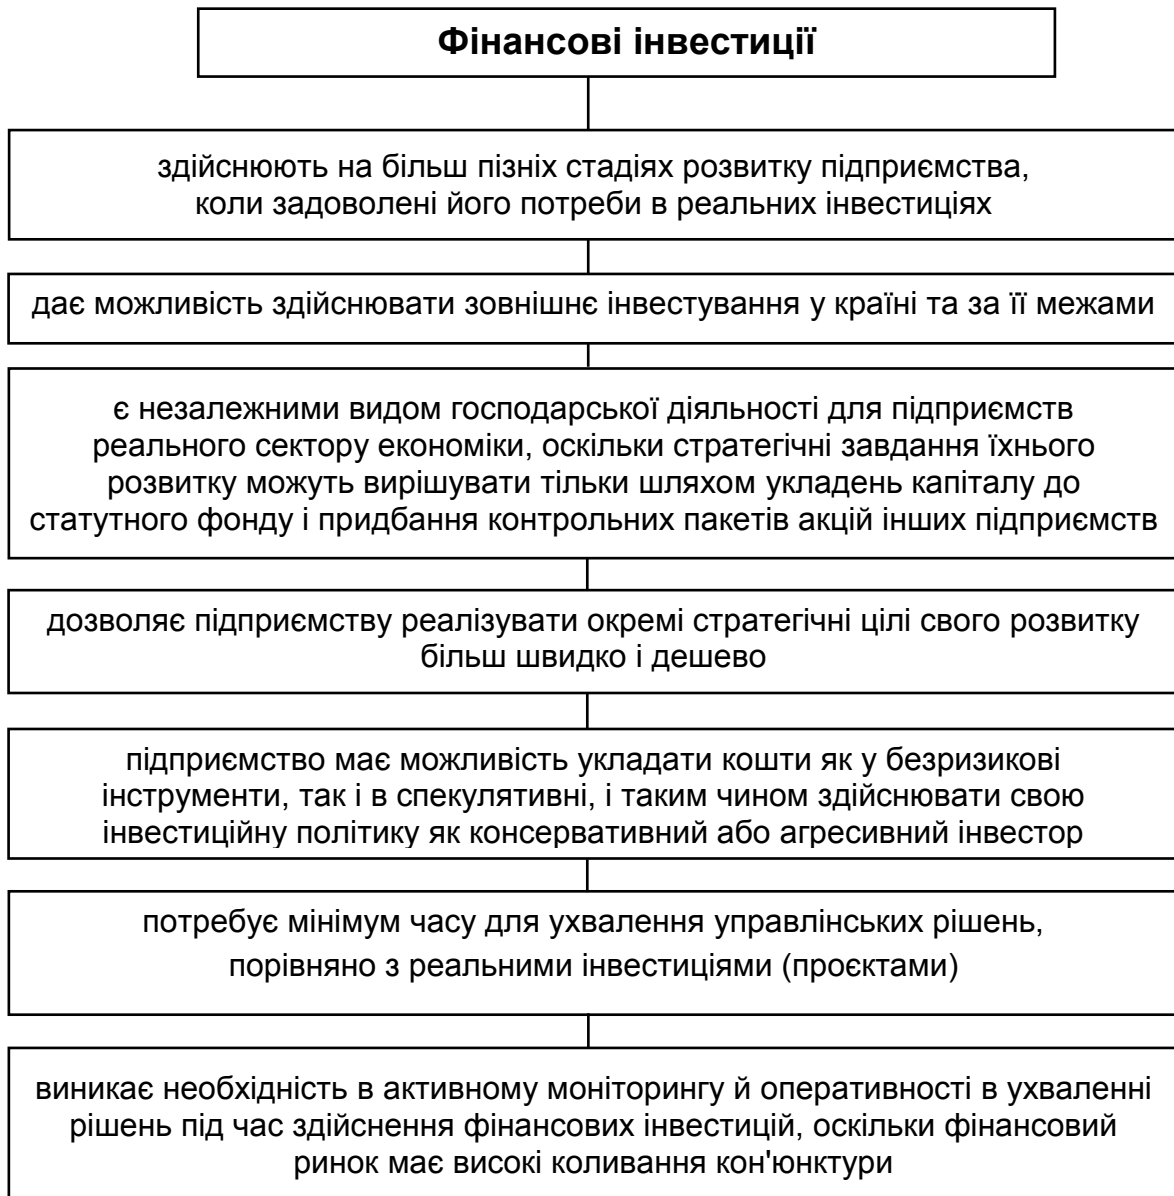 Фінансові інвестиції
здійснюють на більш пізніх стадіях розвитку підприємства,
коли задоволені його потреби в реальних інвестиціях
дає можливість здійснювати зовнішнє інвестування у країні та за її межами
є незалежними видом господарської діяльності для підприємств
реального сектору економіки, оскільки стратегічні завдання їхнього
розвитку можуть вирішувати тільки шляхом укладень капіталу до
статутного фонду і придбання контрольних пакетів акцій інших підприємств
дозволяє підприємству реалізувати окремі стратегічні цілі свого розвитку
більш швидко і дешево
підприємство має можливість укладати кошти як у безризикові
інструменти, так і в спекулятивні, і таким чином здійснювати свою
інвестиційну політику як консервативний або агресивний інвестор
потребує мінімум часу для ухвалення управлінських рішень,
порівняно з реальними інвестиціями (проєктами)
виникає необхідність в активному моніторингу й оперативності в ухваленні
рішень під час здійснення фінансових інвестицій, оскільки фінансовий
ринок має високі коливання кон'юнктури